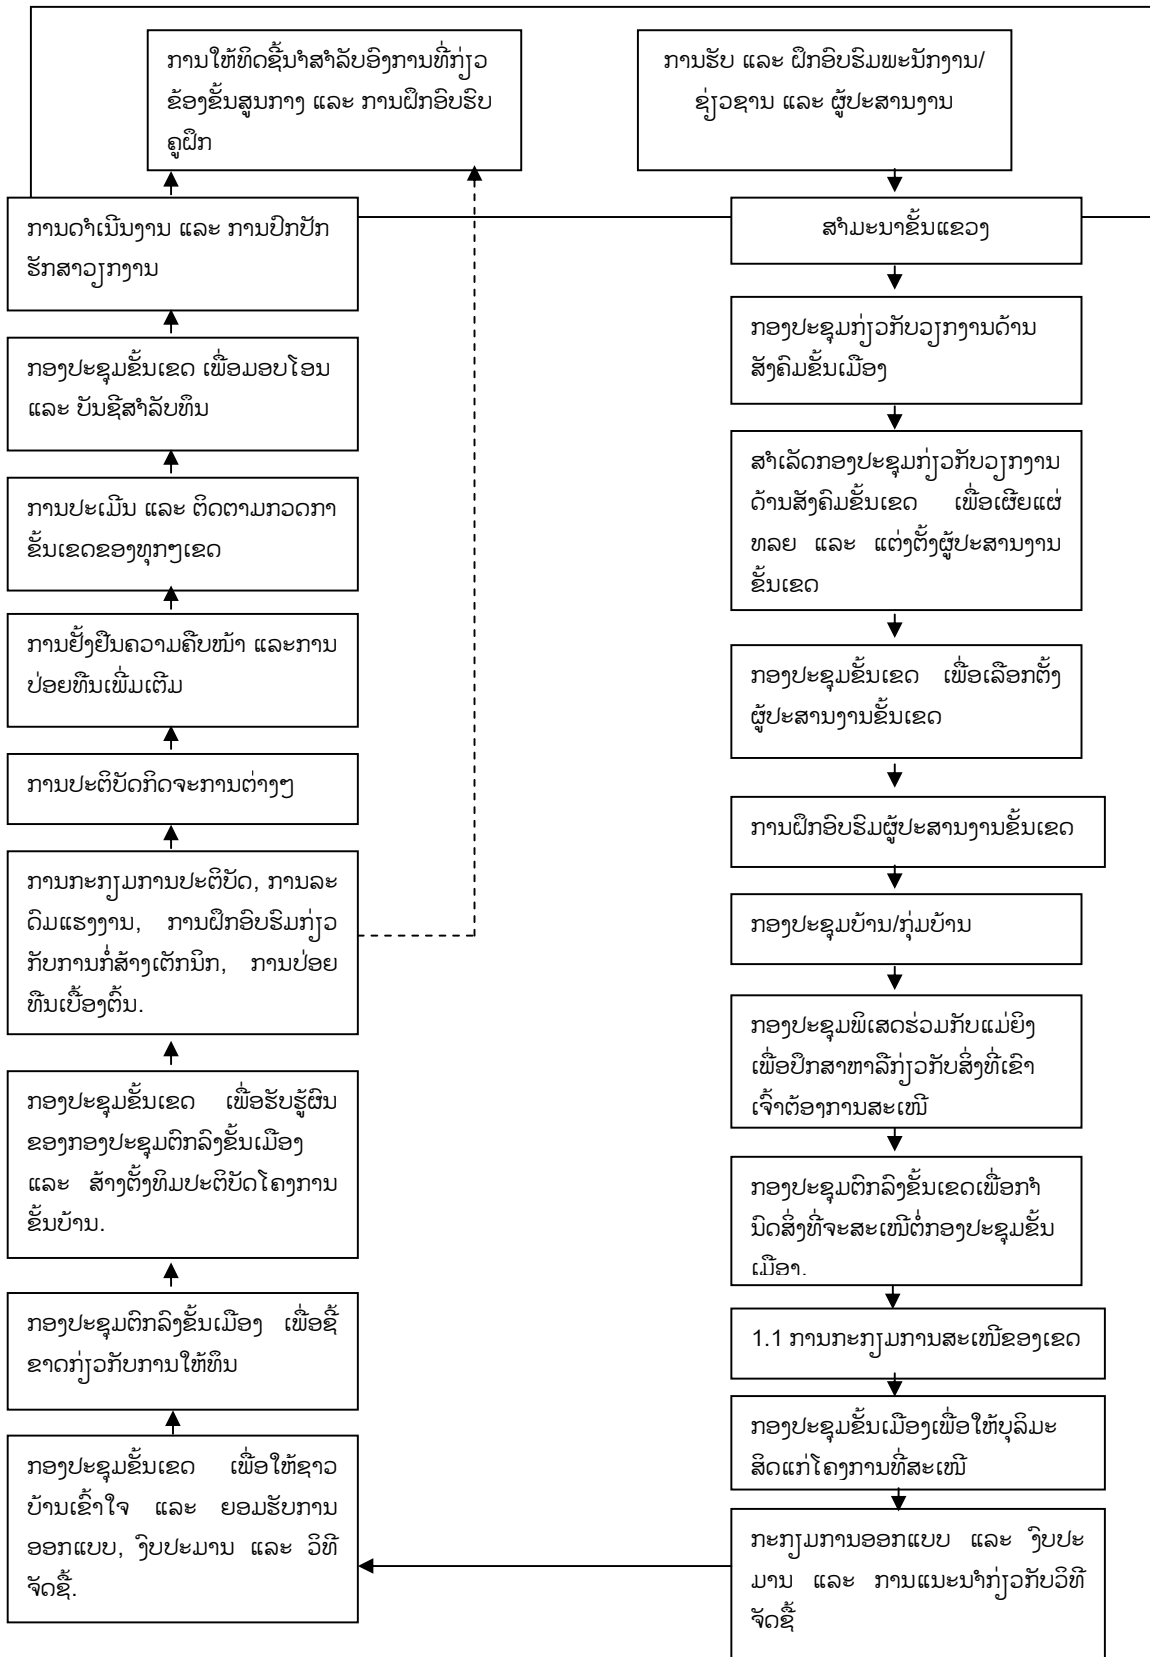 ການໃຫ້ທິດຊີ້ນຳສຳລັບອົງການທີ່ກ່ຽວ
ຂ້ອງຂັ້ນສູນກາງ ແລະ ການຝຶກອົບຮົບ
ຄູຝຶກ
ການຮັບ ແລະ ຝຶກອົບຮົມພະນັກງານ/
ຊ່ຽວຊານ ແລະ ຜູ້ປະສານງານ
ສຳມະນາຂັ້ນແຂວງ
ກອງປະຊຸມກ່ຽວກັບວຽກງານດ້ານ
ສັງຄົມຂັ້ນເມືອງ
ສຳເລັດກອງປະຊຸມກ່ຽວກັບວຽກງານ
ດ້ານສັງຄົມຂັ້ນເຂດ ເພື່ອເຜີຍແຜ່
ທລຍ ແລະ ແຕ່ງຕັ້ງຜູ້ປະສານງານ
ຂັ້ນເຂດ
ກອງປະຊຸມຂັ້ນເຂດ ເພື່ອເລືອກຕັ້ງ
ຜູ້ປະສານງານຂັ້ນເຂດ
ການຝຶກອົບຮົມຜູ້ປະສານງານຂັ້ນເຂດ
ກອງປະຊຸມບ້ານ/ກຸ່ມບ້ານ
ກອງປະຊຸມພິເສດຮ່ວມກັບແມ່ຍິງ
ເພື່ອປຶກສາຫາລືກ່ຽວກັບສິ່ງທີ່ເຂົາ
ເຈົ້າຕ້ອງການສະເໜີ
ກອງປະຊຸມຕົກລົງຂັ້ນເຂດເພື່ອກຳ
ນົດສິ່ງທີ່ຈະສະເໜີຕໍ່ກອງປະຊຸມຂັ້ນ
ເມືອງ.
1.1 ການກະກຽມການສະເໜີຂອງເຂດ
ກອງປະຊຸມຂັ້ນເມືອງເພື່ອໃຫ້ບຸລິມະ
ສິດແກ່ໂຄງການທີ່ສະເໜີ
ກະກຽມການອອກແບບ ແລະ ງົບປະ
ມານ ແລະ ການແນະນຳກ່ຽວກັບວິທີ
ຈັດຊື້
ກອງປະຊຸມຂັ້ນເຂດ ເພື່ອໃຫ້ຊາວ
ບ້ານເຂົ້າໃຈ ແລະ ຍອມຮັບການ
ອອກແບບ, ງົບປະມານ ແລະ ວິທີ
ຈັດຊື້.
ກອງປະຊຸມຕົກລົງຂັ້ນເມືອງ ເພື່ອຊີ້
ຂາດກ່ຽວກັບການໃຫ້ທຶນ
ກອງປະຊຸມຂັ້ນເຂດ ເພື່ອຮັບຮູ້ຜົນ
ຂອງກອງປະຊຸມຕົກລົງຂັ້ນເມືອງ
ແລະ ສ້າງຕັ້ງທິມປະຕິບັດໂຄງການ
ຂັ້ນບ້ານ.
ການກະກຽມການປະຕິບັດ, ການລະ
ດົມແຮງງານ, ການຝຶກອົບຮົມກ່ຽວ
ກັບການກໍ່ສ້າງເຕັກນິກ, ການປ່ອຍ
ທຶນເບື້ອງຕົ້ນ.
ການປະຕິບັດກິດຈະການຕ່າງໆ
ການຢັ້ງຢືນຄວາມຄືບໜ້າ ແລະການ
ປ່ອຍທຶນເພີ່ມເຕີມ
ການປະເມີນ ແລະ ຕິດຕາມກວດກາ
ຂັ້ນເຂດຂອງທຸກໆເຂດ
ກອງປະຊຸມຂັ້ນເຂດ ເພື່ອມອບໂອນ
ແລະ ບັນຊີສຳລັບທຶນ
ການດຳເນີນງານ ແລະ ການປົກປັກ
ຮັກສາວຽກງານ